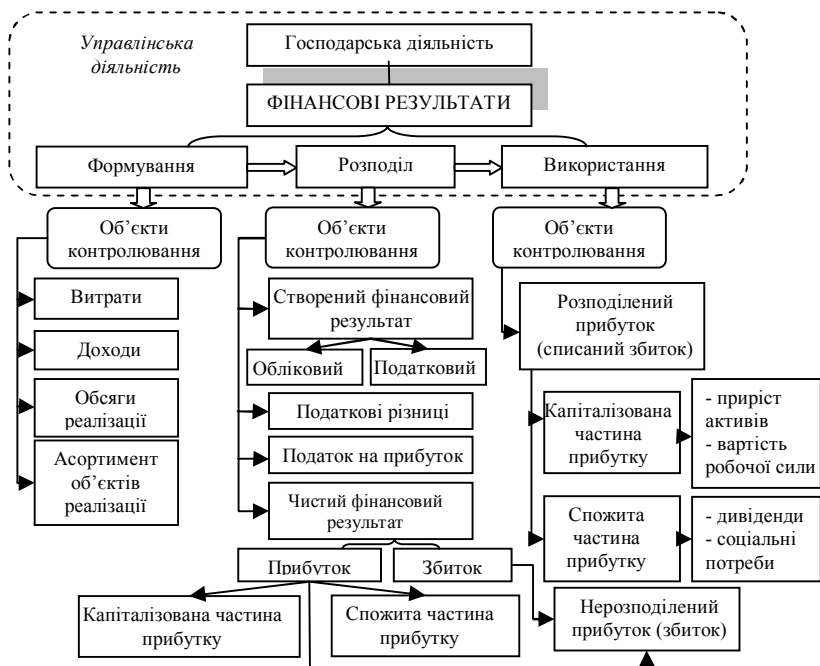 Управлінська
діяльність
Господарська діяльність
ФІНАНСОВІ РЕЗУЛЬТАТИ
Формування
Розподіл
Використання
Об’єкти
контролювання
Витрати
Доходи
Обсяги
реалізації
Асортимент
об’єктів
реалізації
Об’єкти
контролювання
Створений фінансовий
результат
Обліковий
Податковий
Податкові різниці
Податок на прибуток
Чистий фінансовий
результат
Прибуток
Збиток
Капіталізована частина
прибутку
Спожита частина
прибутку
Об’єкти
контролювання
Розподілений
прибуток
(списаний збиток)
Капіталізована
частина
прибутку
- приріст
активів
- вартість
робочої сили
Спожита
частина
прибутку
- дивіденди
- соціальні
потреби
Нерозподілений
прибуток (збиток)